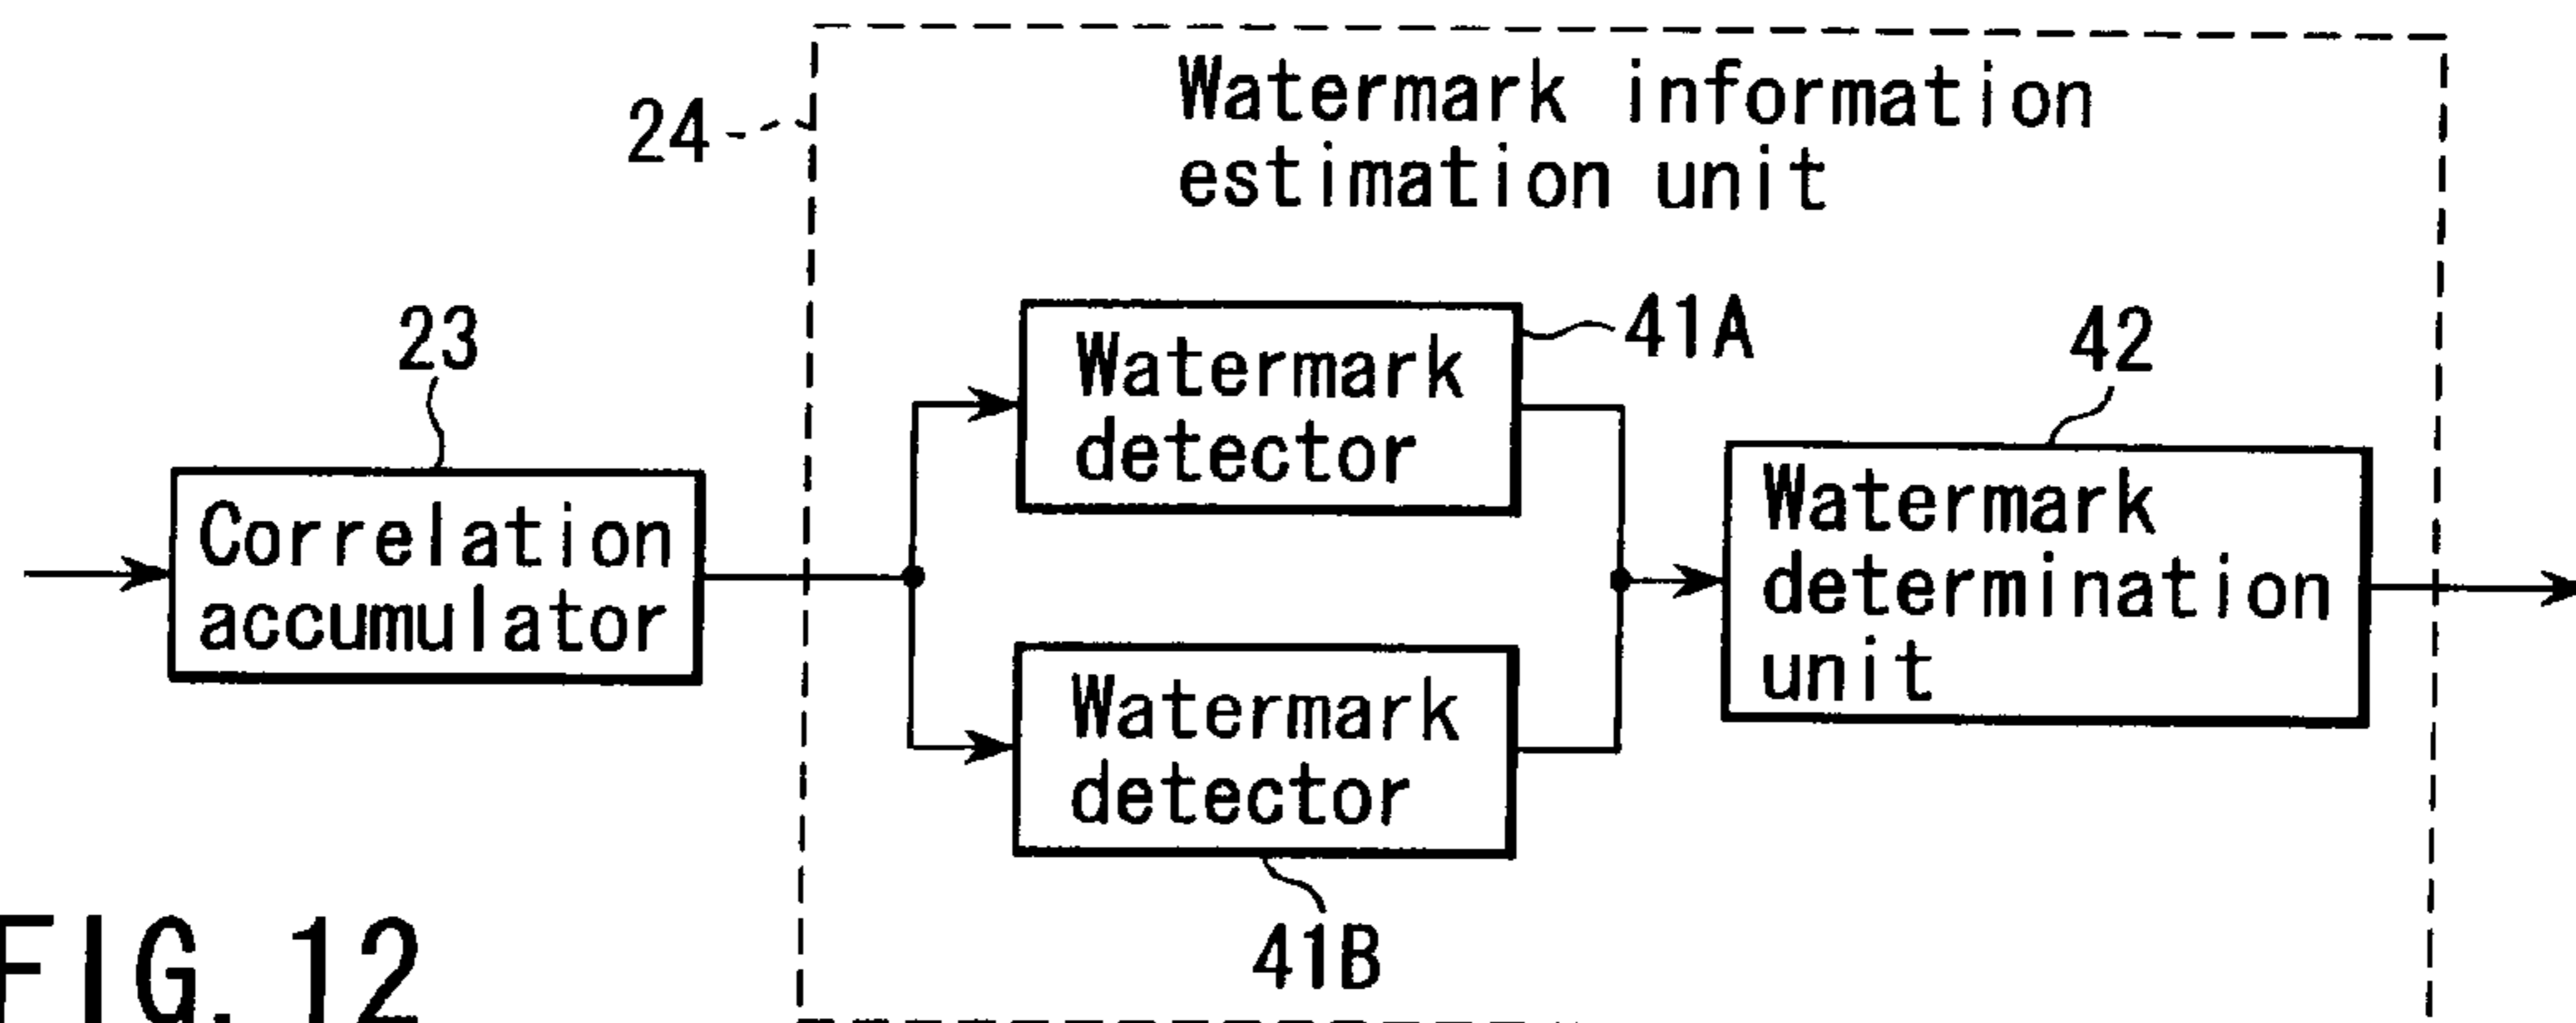 Watermark information
estimation unit
24
23
41A
42
Watermark
detector
Correlation
accumulator
Watermark
determination
unit
Watermark
detector
41B
FIG. 12